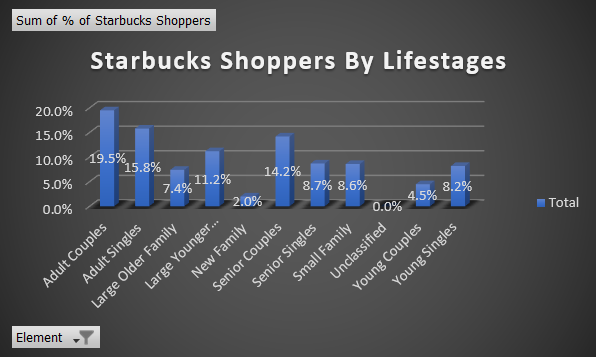 Sum of % of Starbucks Shoppers
Starbucks Shoppers By Lifestages
20.0%
15.0%
10.0%
5.0%
0.0%
19.5%
15.8%
7.4%
11.2%
2.0%
14.2%
8.7%
8.6%
0.0%
4.5%
8.2%
Total
Adult Couples
Adult Singles
Large Older Family
Large Younger...
New Family
Senior Couples
Senior Singles
Small Family
Unclassified
Young Couples
Young Singles
Element